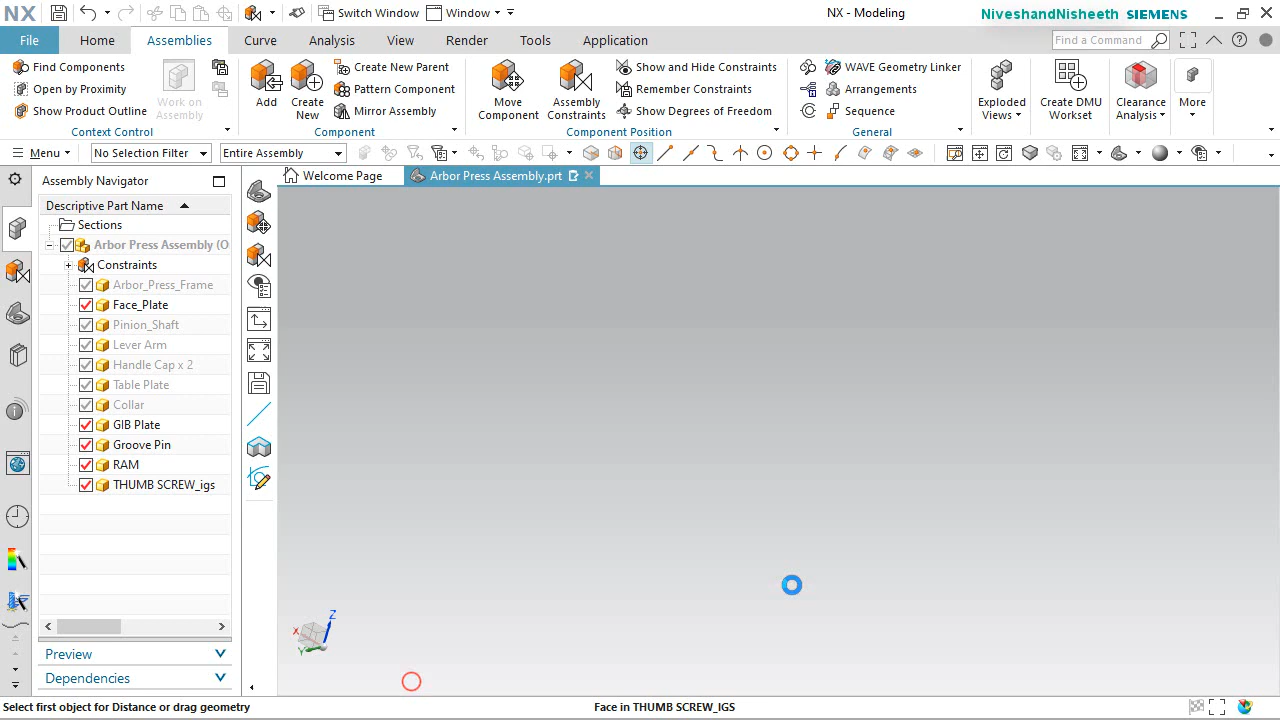 NX
Switch Window
Window
NX - Modeling
NiveshandNisheeth SIEMENS
File
Home
Assemblies
Curve
Analysis
View
Render
Tools
Application
Find a Command
Find Components
Open by Proximity
Show Product Outline
Work on Assembly
Context Control
Add
Create New
Create New Parent
Pattern Component
Mirror Assembly
Component
Move Component
Assembly Constraints
Show and Hide Constraints
Remember Constraints
Show Degrees of Freedom
Component Position
WAVE Geometry Linker
Arrangements
Sequence
General
Exploded Views
Create DMU Workset
Clearance Analysis
More
Menu
No Selection Filter
Entire Assembly
Assembly Navigator
Welcome Page
Arbor Press Assembly.prt
Descriptive Part Name
Sections
Arbor Press Assembly (O
Constraints
Arbor_Press_Frame
Face_Plate
Pinion_Shaft
Lever Arm
Handle Cap x 2
Table Plate
Collar
GIB Plate
Groove Pin
RAM
THUMB SCREW_igs
Z
X
Y
Preview
Dependencies
Select first object for Distance or drag geometry
Face in THUMB SCREW_IGS